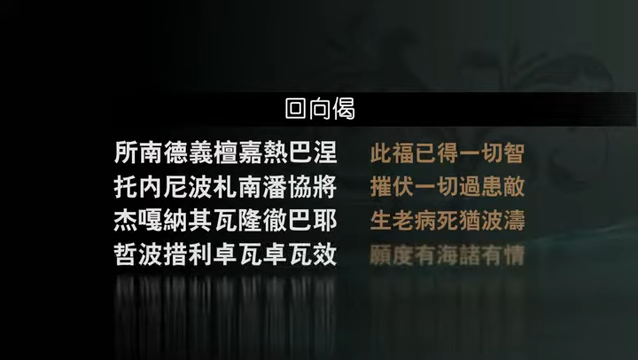 回向偈
所南德義檀嘉熱巴涅 此福已得一切智
托内尼波札南潘協將 摧伏一切過患敵
杰嘎納其瓦隆徹巴耶 生老病死猶波濤
哲波措利卓瓦卓瓦效 願度有海諸有情